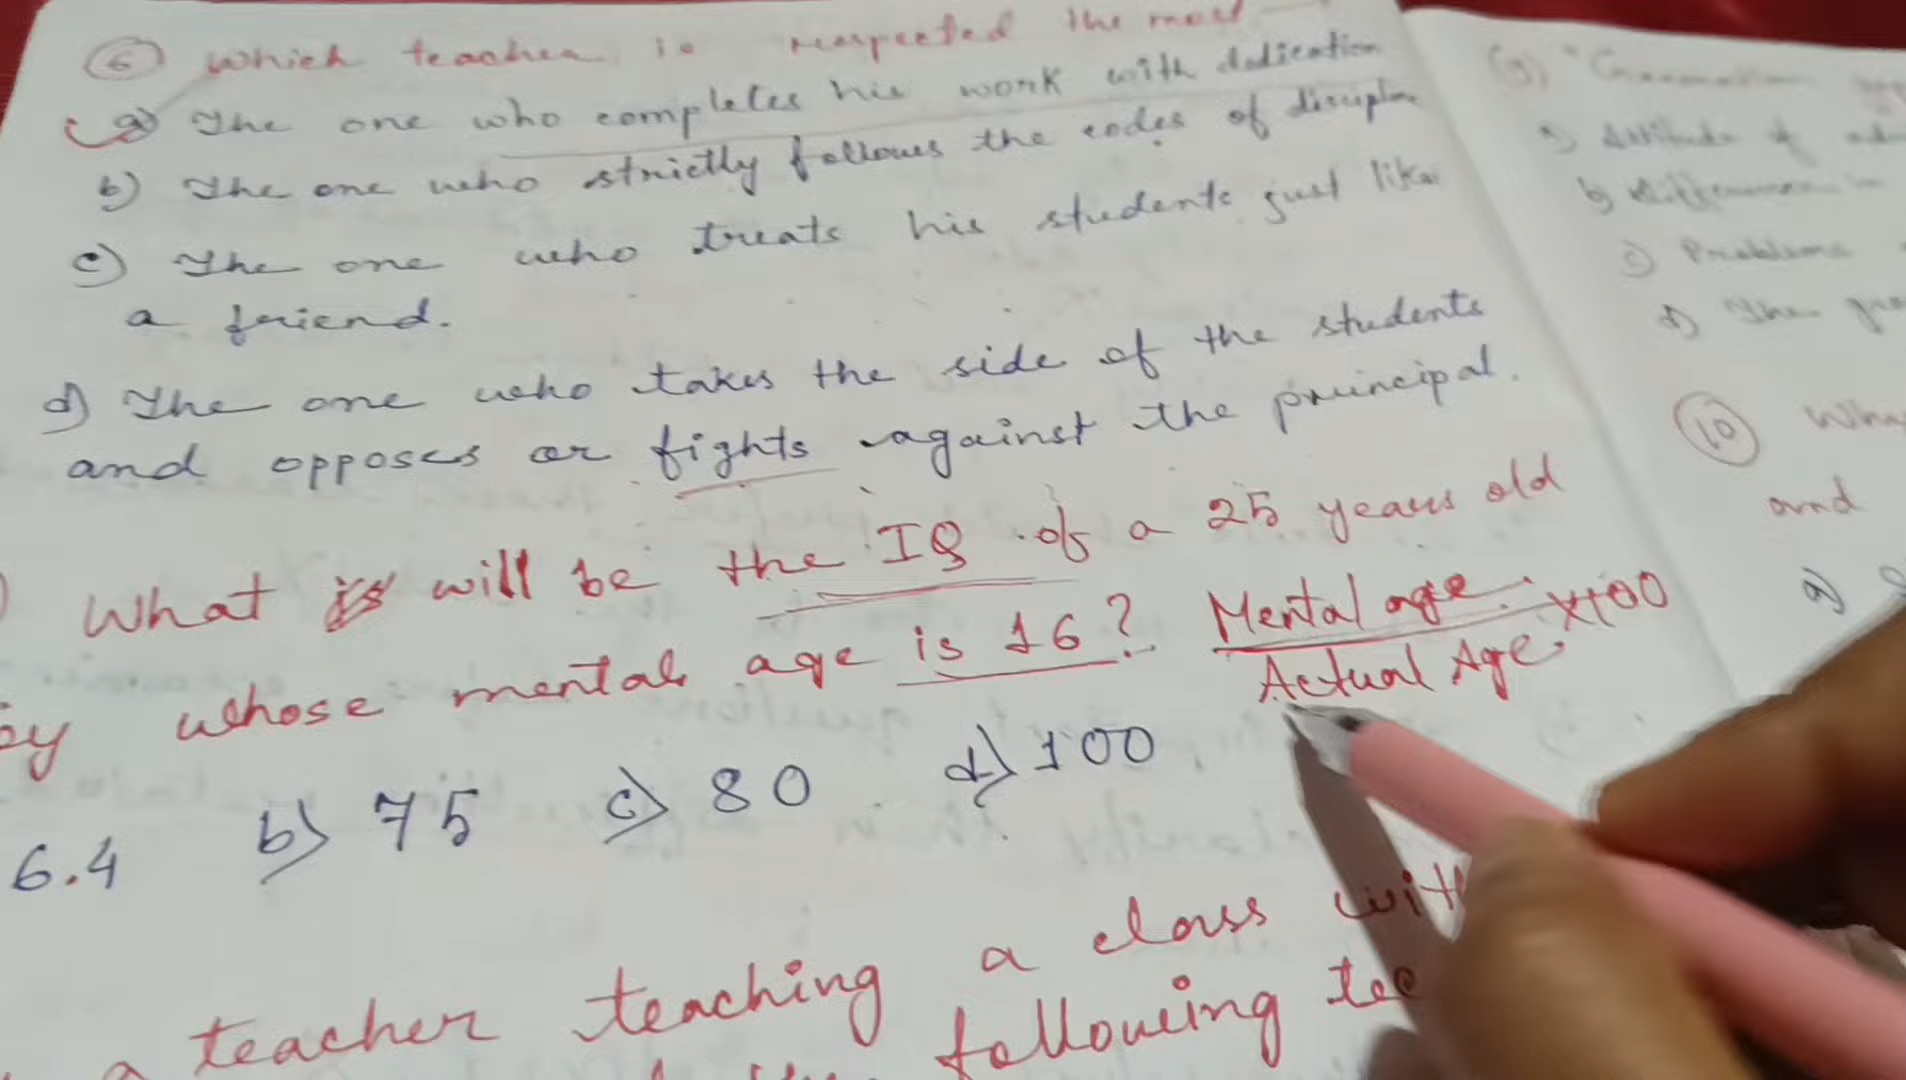 6 Which teacher is respected the most
a) The one who completes his work with dedication
b) The one who strictly follows the codes of
c) The one who treats his students just like
a friend.
d) The one who takes the side of the students
and opposes or fights against the principal.
What is will be the IQ of a 25 years old
whose mental age is 16? Mental age / Actual Age × 100
6.4 b) 75 c) 80 d) 100
teacher teaching a class
following
10
and
a)
c) Problems
d) The